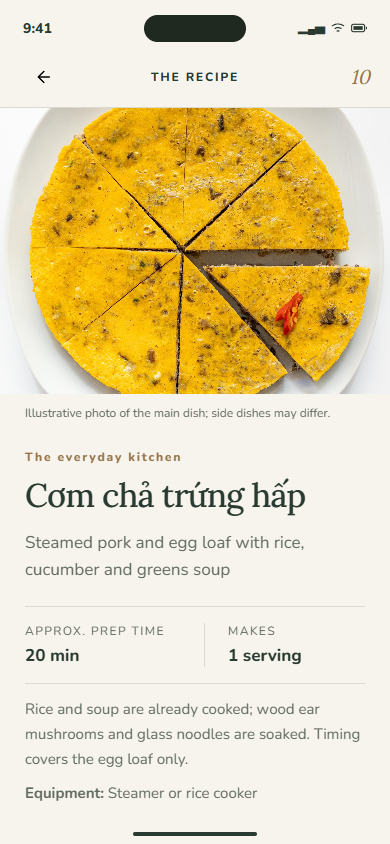 9:41
THE RECIPE
10
Illustrative photo of the main dish; side dishes may differ.
The everyday kitchen
Cơm chả trứng hấp
Steamed pork and egg loaf with rice,
cucumber and greens soup
APPROX. PREP TIME
20 min
MAKES
1 serving
Rice and soup are already cooked; wood ear
mushrooms and glass noodles are soaked. Timing
covers the egg loaf only.
Equipment: Steamer or rice cooker